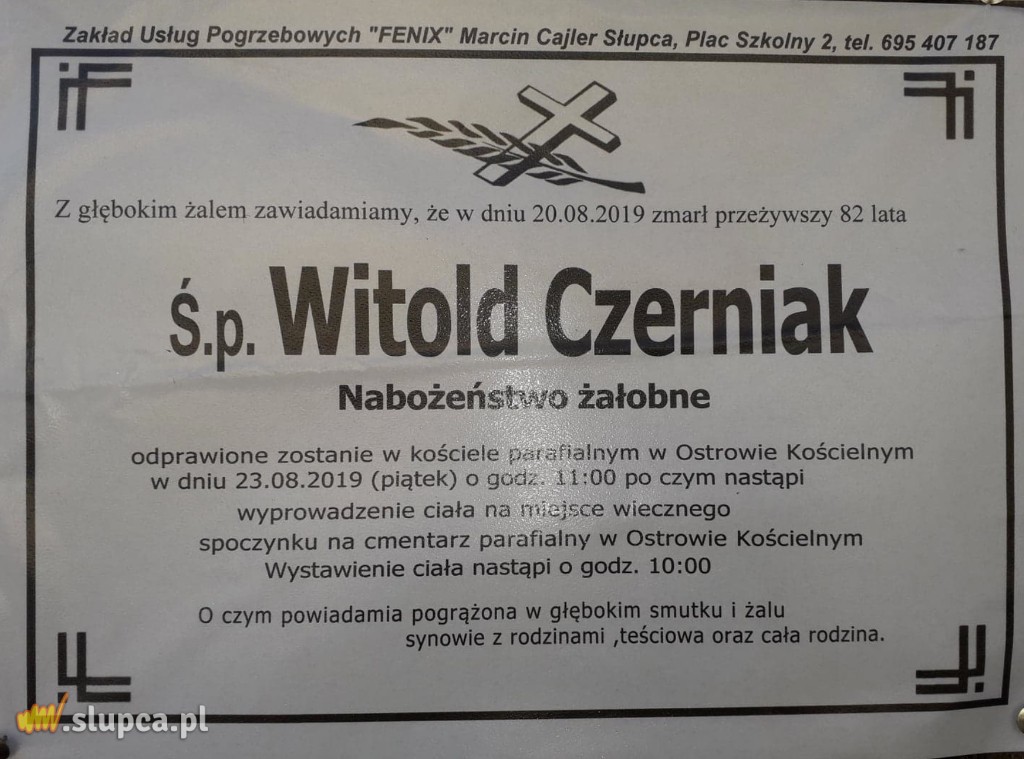 Zakład Usług Pogrzebowych "FENIX" Marcin Cajler Słupca, Plac Szkolny 2, tel. 695 407 187
Z głębokim żalem zawiadamiamy, że w dniu 20.08.2019 zmarł przeżywszy 82 lata
Ś.p. Witold Czerniak
Nabożeństwo żałobne
odprawione zostanie w kościele parafialnym w Ostrowie Kościelnym
w dniu 23.08.2019 (piątek) o godz. 11:00 po czym nastąpi
wyprowadzenie ciała na miejsce wiecznego
spoczynku na cmentarz parafialny w Ostrowie Kościelnym
Wystawienie ciała nastąpi o godz. 10:00
O czym powiadamia pogrążona w głębokim smutku i żalu
synowie z rodzinami ,teściowa oraz cała rodzina.
.slupca.pl